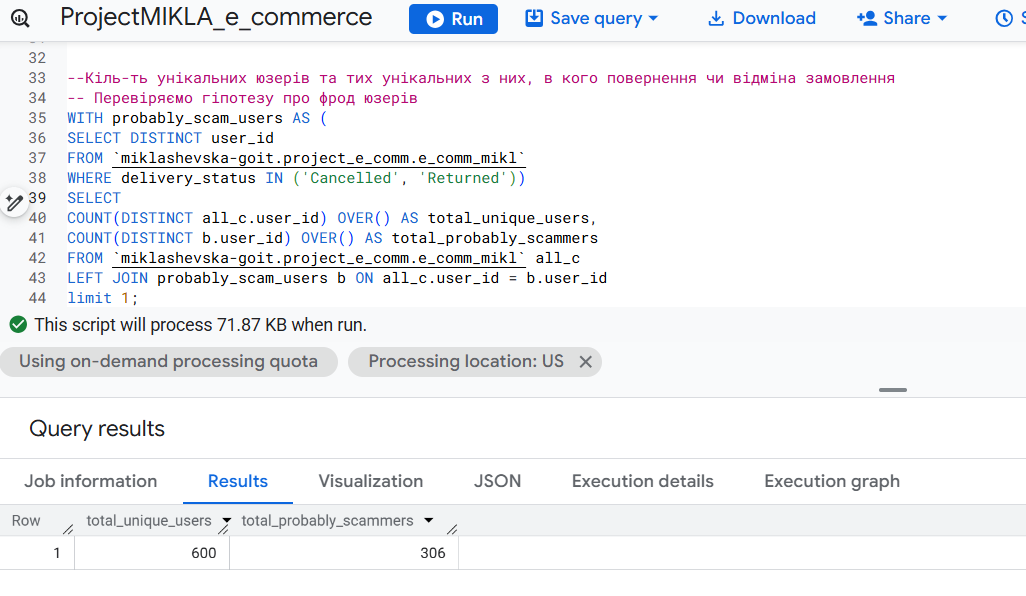 ProjectMIKLA_e_commerce Run Save query Download Share
32
33 --Кіль-ть унікальних юзерів та тих унікальних з них, в кого повернення чи відміна замовлення
34 -- Перевіряємо гіпотезу про фрод юзерів
35 WITH probably_scam_users AS (
36 SELECT DISTINCT user_id
37 FROM `miklashevska-goit.project_e_comm.e_comm_mikl`
38 WHERE delivery_status IN ('Cancelled', 'Returned'))
39 SELECT
40 COUNT(DISTINCT all_c.user_id) OVER() AS total_unique_users,
41 COUNT(DISTINCT b.user_id) OVER() AS total_probably_scammers
42 FROM `miklashevska-goit.project_e_comm.e_comm_mikl` all_c
43 LEFT JOIN probably_scam_users b ON all_c.user_id = b.user_id
44 limit 1;
This script will process 71.87 KB when run.
Using on-demand processing quota Processing location: US
Query results
Job information Results Visualization JSON Execution details Execution graph
Row total_unique_users total_probably_scammers
1 600 306